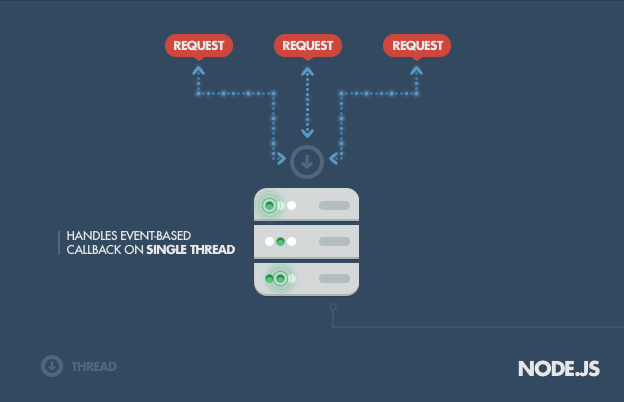 REQUEST REQUEST REQUEST
HANDLES EVENT-BASED
CALLBACK ON SINGLE THREAD
THREAD
NODE.JS